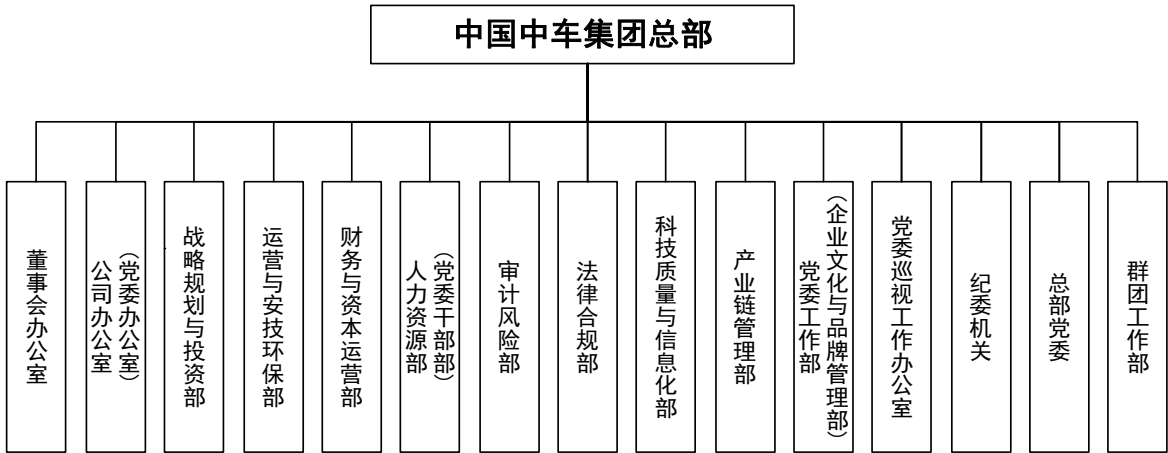 中国中车集团总部
董事会办公室
公司办公室
（党委办公室）
战略规划与投资部
运营与安技环保部
财务与资本运营部
人力资源部
（党委干部部）
审计风险部
法律合规部
科技质量与信息化部
产业链管理部
党委工作部
（企业文化与品牌管理部）
党委巡视工作办公室
纪委机关
总部党委
群团工作部